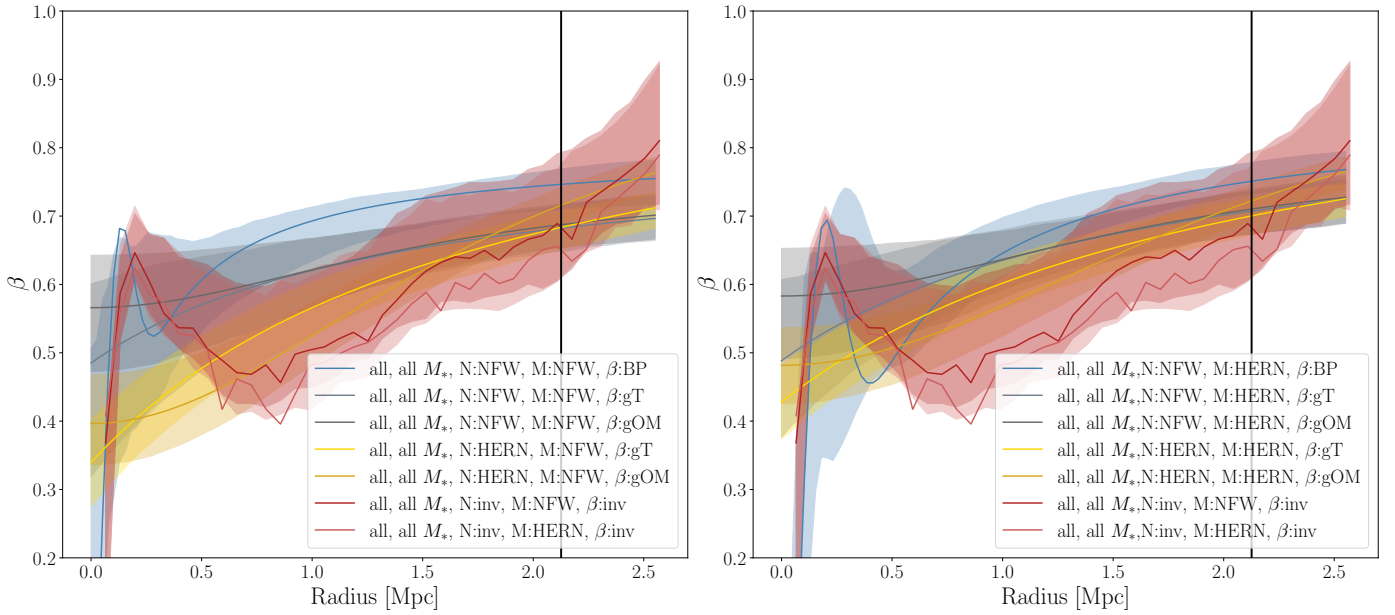 1.0
0.9
0.8
0.7
0.6
0.5
0.4
0.3
0.2
β
0.0 0.5 1.0 1.5 2.0 2.5
Radius [Mpc]
all, all M*, N:NFW, M:NFW, β:BP
all, all M*, N:NFW, M:NFW, β:gT
all, all M*, N:NFW, M:NFW, β:gOM
all, all M*, N:HERN, M:NFW, β:gT
all, all M*, N:HERN, M:NFW, β:gOM
all, all M*, N:inv, M:NFW, β:inv
all, all M*, N:inv, M:HERN, β:inv
1.0
0.9
0.8
0.7
0.6
0.5
0.4
0.3
0.2
β
0.0 0.5 1.0 1.5 2.0 2.5
Radius [Mpc]
all, all M*,N:NFW, M:HERN, β:BP
all, all M*,N:NFW, M:HERN, β:gT
all, all M*,N:NFW, M:HERN, β:gOM
all, all M*,N:HERN, M:HERN, β:gT
all, all M*,N:HERN, M:HERN, β:gOM
all, all M*,N:inv, M:NFW, β:inv
all, all M*,N:inv, M:HERN, β:inv